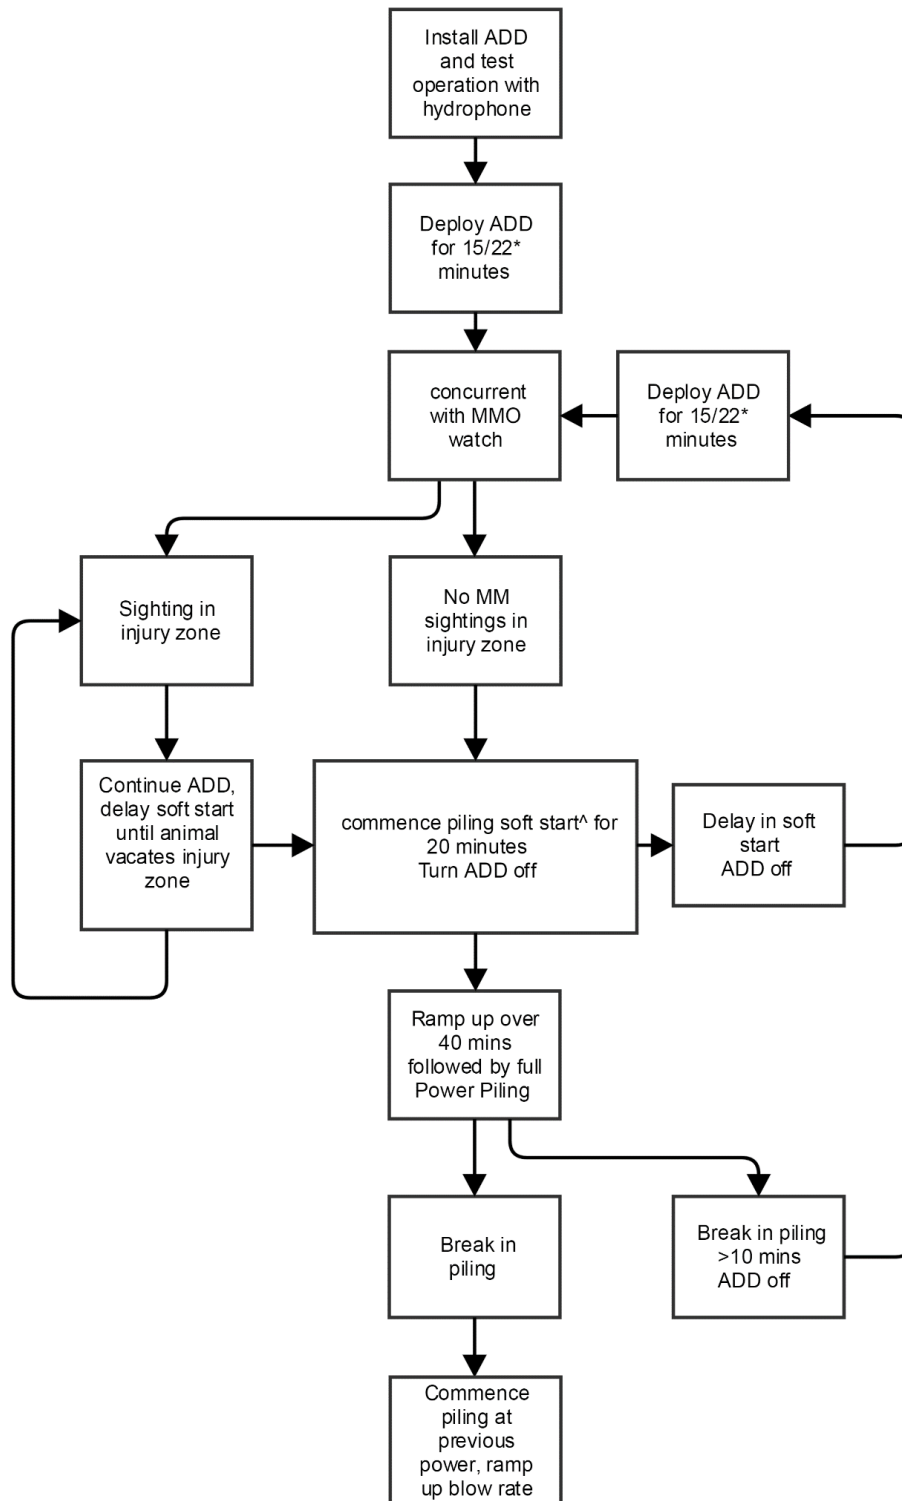 Install ADD
and test
operation with
hydrophone
Deploy ADD
for 15/22*
minutes
concurrent
with MMO
watch
Deploy ADD
for 15/22*
minutes
Sighting in
injury zone
No MM
sightings in
injury zone
Continue ADD,
delay soft start
until animal
vacates injury
zone
commence piling soft start^ for
20 minutes
Turn ADD off
Delay in soft
start
ADD off
Ramp up over
40 mins
followed by full
Power Piling
Break in
piling
Break in piling
>10 mins
ADD off
Commence
piling at
previous
power, ramp
up blow rate